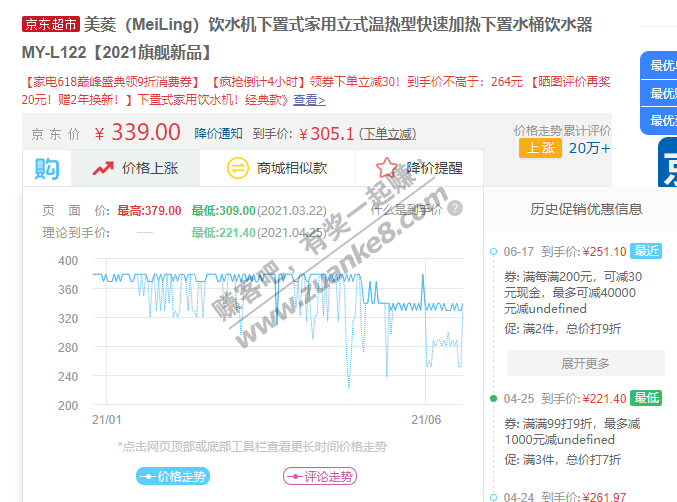 京东超市 美菱（MeiLing）饮水机下置式家用立式温热型快速加热下置水桶饮水器
MY-L122【2021旗舰新品】
【家电618巅峰盛典领9折消费券】 【疯抢倒计4小时】领券下单立减30！到手价不高于：264元 【晒图评价再奖
20元！赠2年换新！】下置式家用饮水机！经典款》查看>
京东价 ¥ 339.00 降价通知 到手价: ¥305.1 (下单立减)
价格走势 累计评价
上涨 20万+
购 价格上涨 商城相似款 降价提醒
页面价: 最高:379.00 最低:309.00(2021.03.22) 什么是到手价 ?
理论到手价: —— 最低:221.40(2021.04.25)
400
360
320
280
240
200
21/01 21/06
*点击网页顶部或底部工具栏查看更长时间价格走势
价格走势 评论走势
历史促销优惠信息
06-17 到手价:¥251.10 最近
券: 满每满200元，可减30
元现金，最多可减40000
元减undefined
促: 满2件，总价打9折
展开更多
04-25 到手价:¥221.40 最低
券: 满满99打9折，最多减
1000元减undefined
促: 满3件，总价打7折
04-24 到手价:¥261.97
最优
最优
最优
赚客吧,有奖一起赚!
www.zuanke8.com